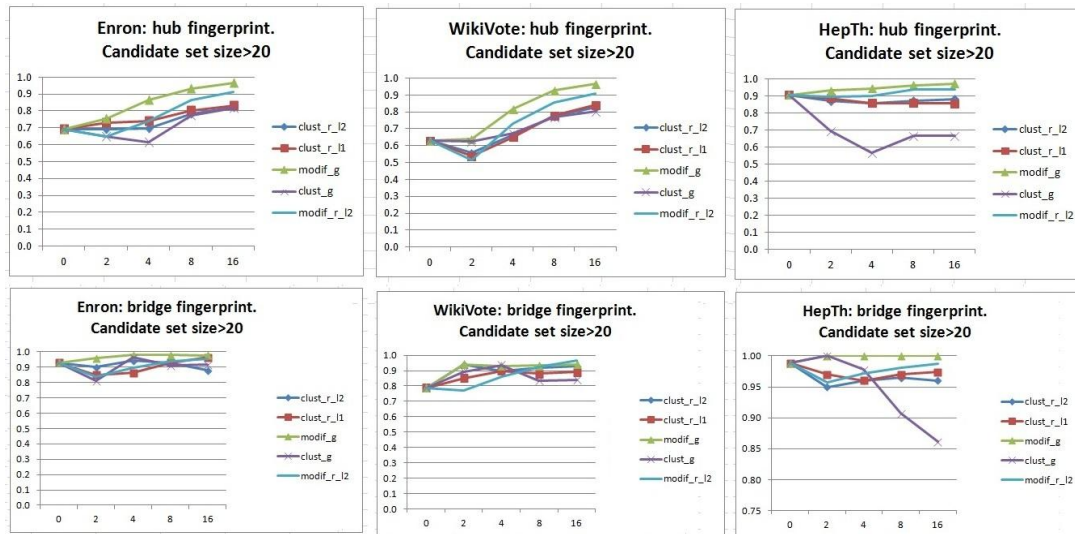 Enron: hub fingerprint.
Candidate set size>20
1.0
0.9
0.8
0.7
0.6
0.5
0.4
0.3
0.2
0.1
0.0
0 2 4 8 16
clust_r_l2
clust_r_l1
modif_g
clust_g
modif_r_l2
WikiVote: hub fingerprint.
Candidate set size>20
1.0
0.9
0.8
0.7
0.6
0.5
0.4
0.3
0.2
0.1
0.0
0 2 4 8 16
clust_r_l2
clust_r_l1
modif_g
clust_g
modif_r_l2
HepTh: hub fingerprint.
Candidate set size>20
1.0
0.9
0.8
0.7
0.6
0.5
0.4
0.3
0.2
0.1
0.0
0 2 4 8 16
clust_r_l2
clust_r_l1
modif_g
clust_g
modif_r_l2
Enron: bridge fingerprint.
Candidate set size>20
1.0
0.9
0.8
0.7
0.6
0.5
0.4
0.3
0.2
0.1
0.0
0 2 4 8 16
clust_r_l2
clust_r_l1
modif_g
clust_g
modif_r_l2
WikiVote: bridge fingerprint.
Candidate set size>20
1.0
0.9
0.8
0.7
0.6
0.5
0.4
0.3
0.2
0.1
0.0
0 2 4 8 16
clust_r_l2
clust_r_l1
modif_g
clust_g
modif_r_l2
HepTh: bridge fingerprint.
Candidate set size>20
1.00
0.95
0.90
0.85
0.80
0.75
0 2 4 8 16
clust_r_l2
clust_r_l1
modif_g
clust_g
modif_r_l2